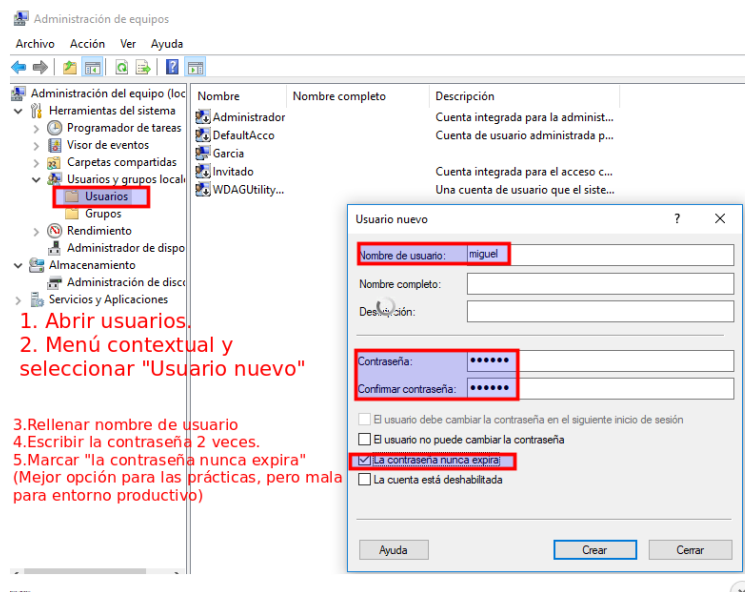 Administración de equipos
Archivo Acción Ver Ayuda
Administración del equipo (loc
Herramientas del sistema
Programador de tareas
Visor de eventos
Carpetas compartidas
Usuarios y grupos locale
Usuarios
Grupos
Rendimiento
Administrador de dispo
Almacenamiento
Administración de disco
Servicios y Aplicaciones
Nombre Nombre completo Descripción
Administrador Cuenta integrada para la administ...
DefaultAcco Cuenta de usuario administrada p...
Garcia
Invitado Cuenta integrada para el acceso c...
WDAGUtility... Una cuenta de usuario que el siste...
1. Abrir usuarios.
2. Menú contextual y
seleccionar "Usuario nuevo"
3.Rellenar nombre de usuario
4.Escribir la contraseña 2 veces.
5.Marcar "la contraseña nunca expira"
(Mejor opción para las prácticas, pero mala
para entorno productivo)
Usuario nuevo ? 
Nombre de usuario: miguel
Nombre completo:
Descripción:
Contraseña: ●●●●●●
Confirmar contraseña: ●●●●●●
El usuario debe cambiar la contraseña en el siguiente inicio de sesión
El usuario no puede cambiar la contraseña
La contraseña nunca expira
La cuenta está deshabilitada
Ayuda Crear Cerrar